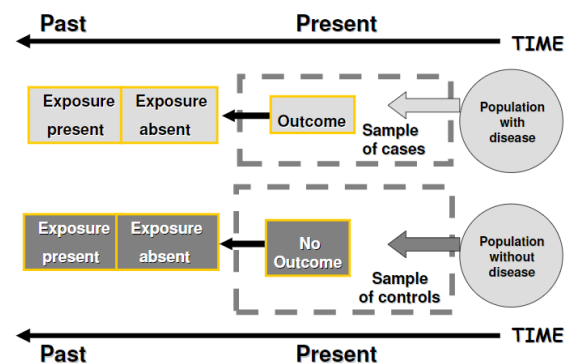 Past Present
TIME
Exposure Exposure
present absent
Outcome
Sample
of cases
Population
with
disease
Exposure Exposure
present absent
No
Outcome
Sample
of controls
Population
without
disease
TIME
Past Present